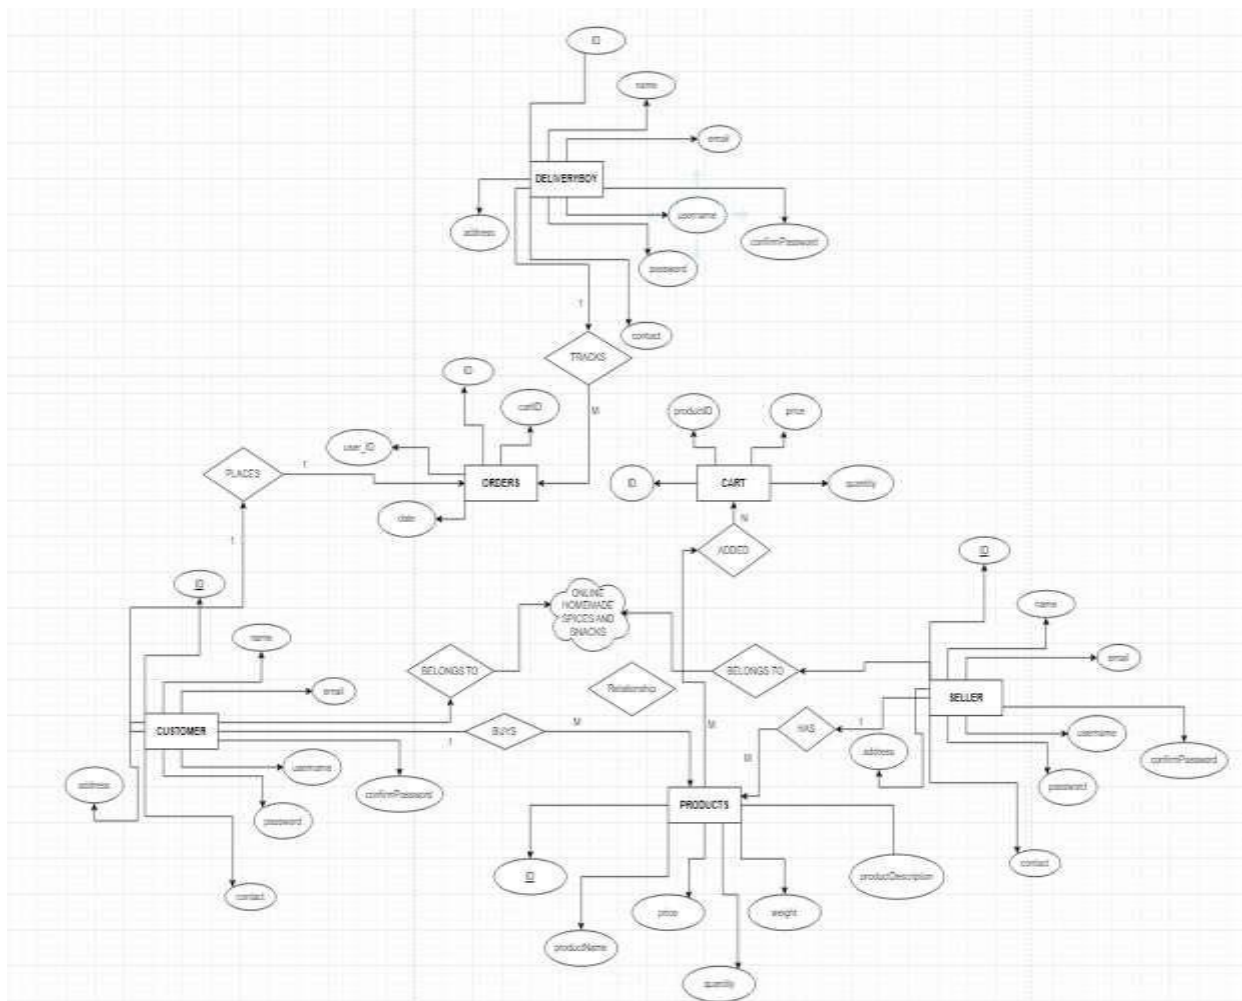 ID
name
email
DELIVERYBOY
username
address
confirmPassword
password
1
contact
TRACKS
ID
M
cartID
productID
price
user_ID
PLACES
1
ORDERS
ID
CART
quantity
date
N
1
ADDED
ID
ID
ONLINE
HOMEMADE
SPICES AND
SNACKS
name
name
email
BELONGS TO
BELONGS TO
email
Relationship
SELLER
CUSTOMER
1
BUYS
M
M
HAS
1
username
address
username
confirmPassword
M
address
confirmPassword
password
PRODUCTS
password
contact
contact
ID
productDescription
price
weight
productName
quantity